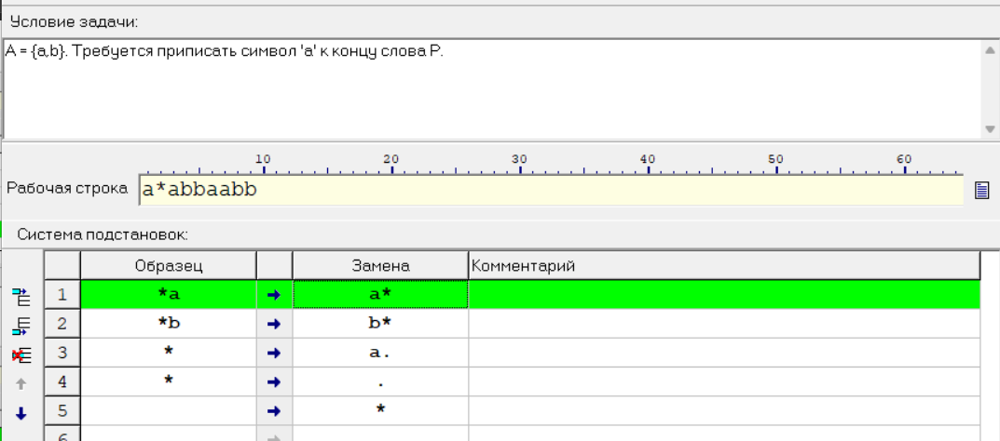 Условие задачи:
A = {a,b}. Требуется приписать символ 'a' к концу слова P.
10 20 30 40 50 60
Рабочая строка a*abbaabb
Система подстановок:
Образец Замена Комментарий
1 *a → a*
2 *b → b*
3 * → a.
4 * → .
5 → *
6 →